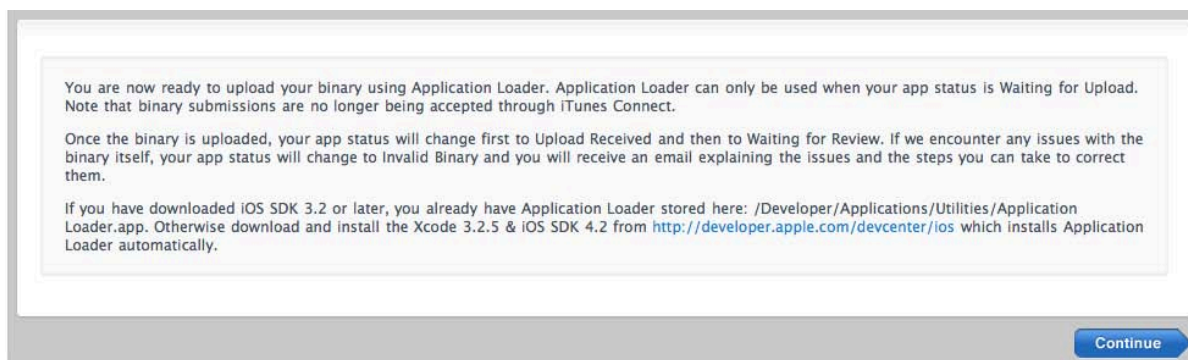 You are now ready to upload your binary using Application Loader. Application Loader can only be used when your app status is Waiting for Upload.
Note that binary submissions are no longer being accepted through iTunes Connect.
Once the binary is uploaded, your app status will change first to Upload Received and then to Waiting for Review. If we encounter any issues with the
binary itself, your app status will change to Invalid Binary and you will receive an email explaining the issues and the steps you can take to correct
them.
If you have downloaded iOS SDK 3.2 or later, you already have Application Loader stored here: /Developer/Applications/Utilities/Application
Loader.app. Otherwise download and install the Xcode 3.2.5 & iOS SDK 4.2 from http://developer.apple.com/devcenter/ios which installs Application
Loader automatically.
Continue